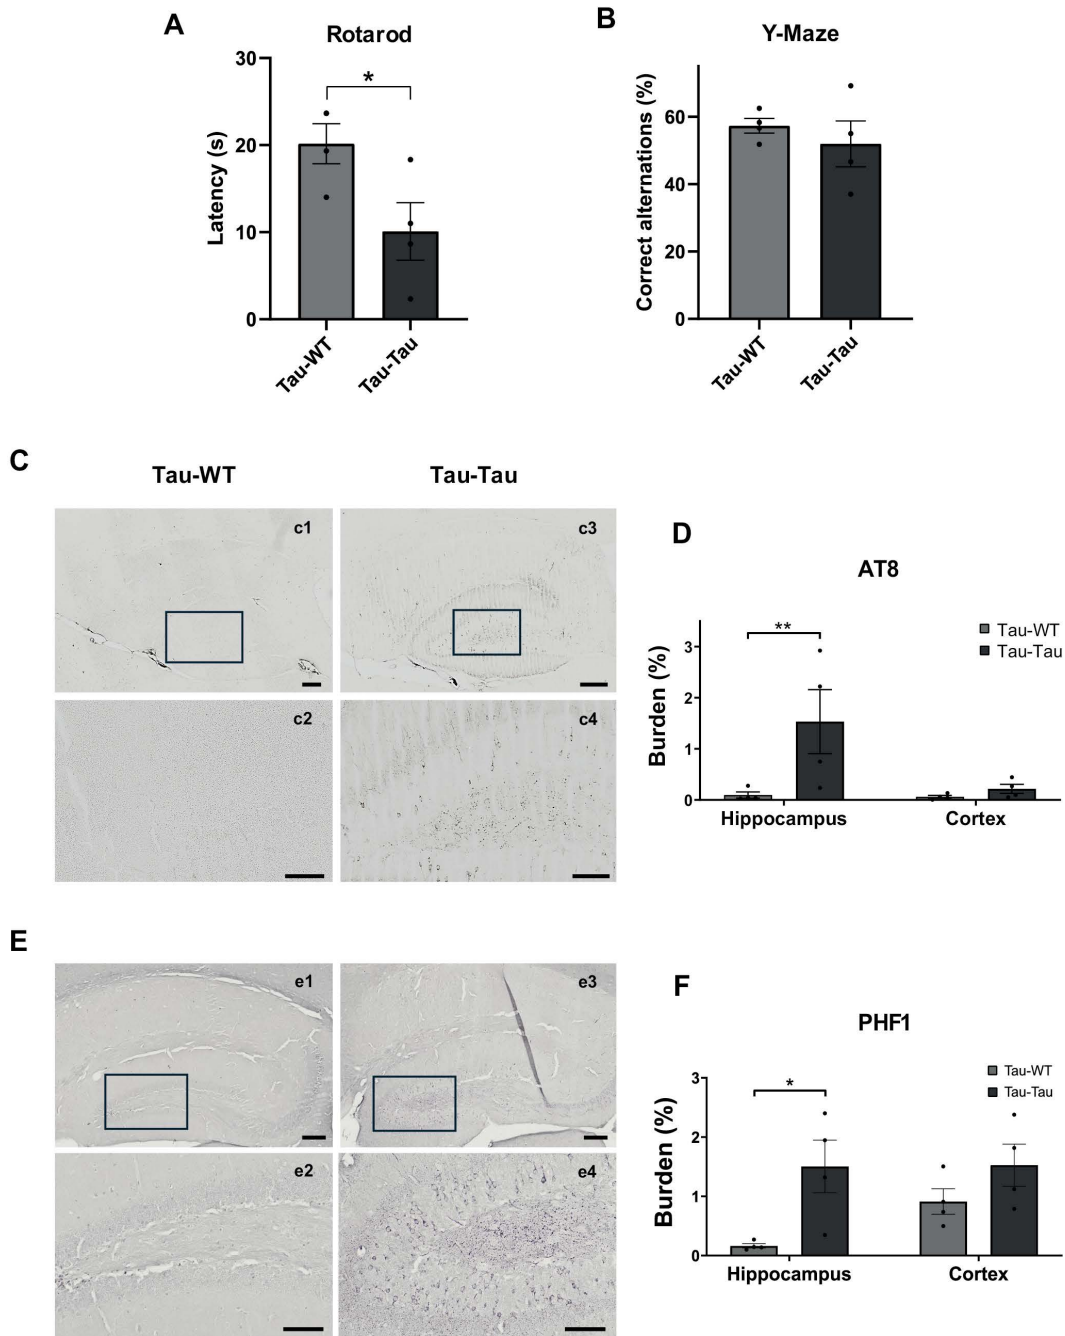 A
Rotarod
30
20
10
0
Latency (s)
*
Tau-WT
Tau-Tau
B
Y-Maze
60
40
20
0
Correct alternations (%)
Tau-WT
Tau-Tau
C
Tau-WT
Tau-Tau
c1
c3
c2
c4
D
AT8
Tau-WT
Tau-Tau
**
3
2
1
0
Burden (%)
Hippocampus
Cortex
E
e1
e3
e2
e4
F
PHF1
Tau-WT
Tau-Tau
*
3
2
1
0
Burden (%)
Hippocampus
Cortex